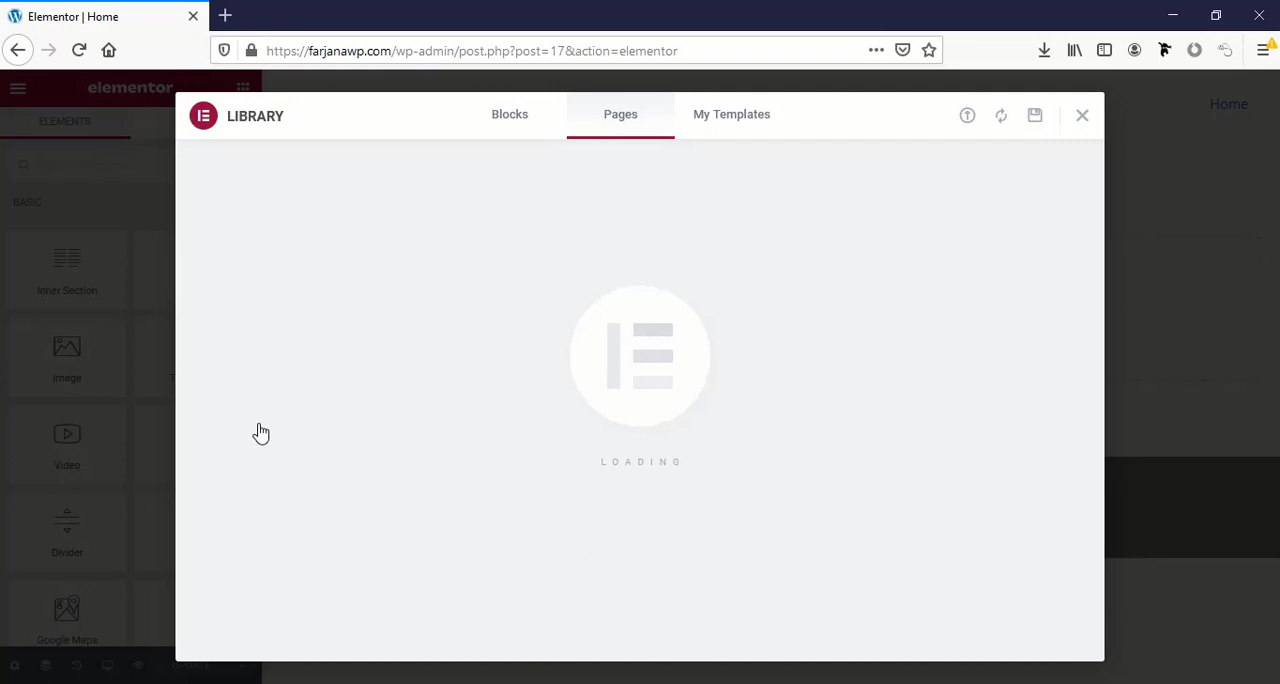 Elementor | Home
https://farjanawp.com/wp-admin/post.php?post=17&action=elementor
elementor
ELEMENTS
LIBRARY
Blocks
Pages
My Templates
Home
BASIC
Inner Section
Image
Video
Divider
Google Maps
LOADING
UPDATE